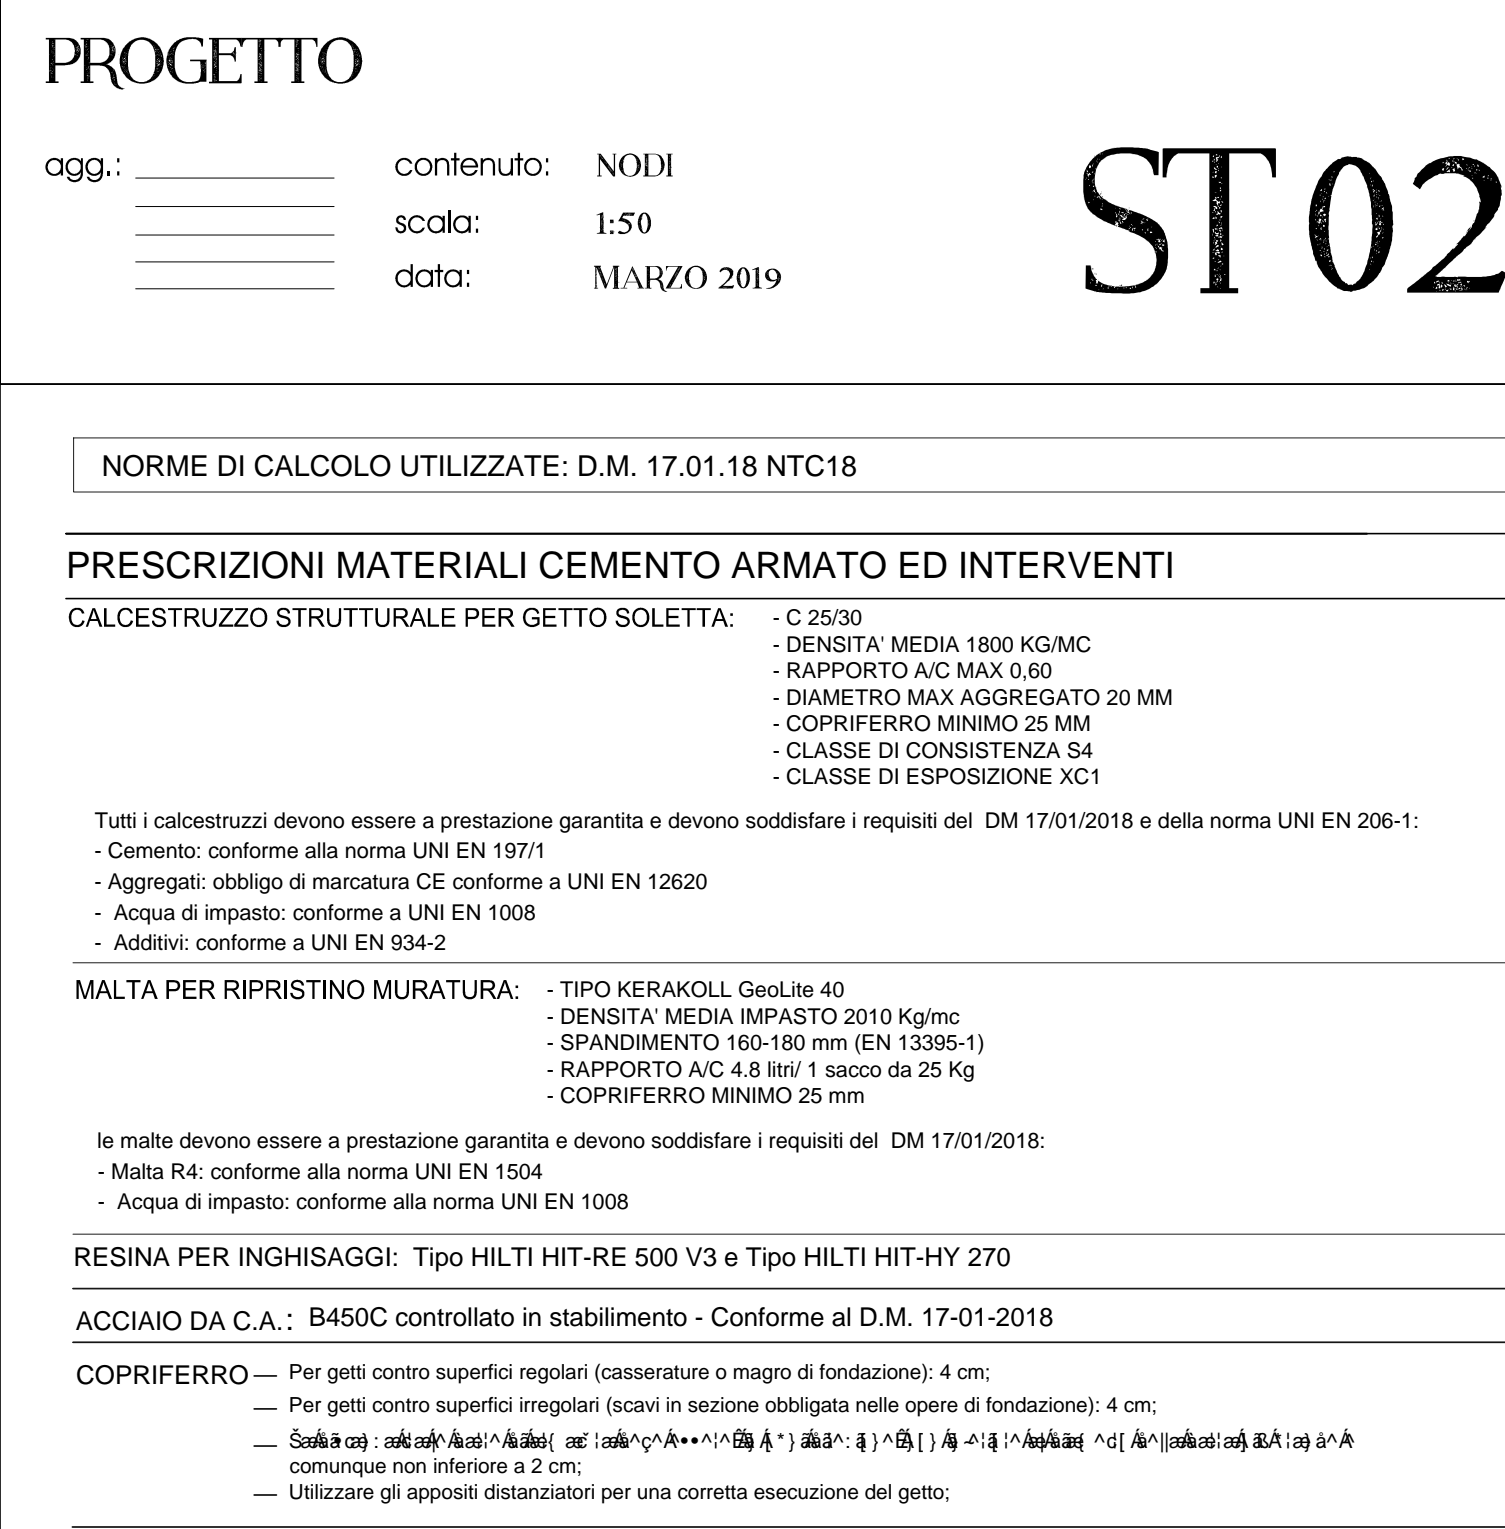 PROGETTO
agg.: contenuto: NODI
scala: 1:50
data: MARZO 2019
ST 02
NORME DI CALCOLO UTILIZZATE: D.M. 17.01.18 NTC18
PRESCRIZIONI MATERIALI CEMENTO ARMATO ED INTERVENTI
CALCESTRUZZO STRUTTURALE PER GETTO SOLETTA: - C 25/30
- DENSITA' MEDIA 1800 KG/MC
- RAPPORTO A/C MAX 0,60
- DIAMETRO MAX AGGREGATO 20 MM
- COPRIFERRO MINIMO 25 MM
- CLASSE DI CONSISTENZA S4
- CLASSE DI ESPOSIZIONE XC1
Tutti i calcestruzzi devono essere a prestazione garantita e devono soddisfare i requisiti del DM 17/01/2018 e della norma UNI EN 206-1:
- Cemento: conforme alla norma UNI EN 197/1
- Aggregati: obbligo di marcatura CE conforme a UNI EN 12620
- Acqua di impasto: conforme a UNI EN 1008
- Additivi: conforme a UNI EN 934-2
MALTA PER RIPRISTINO MURATURA: - TIPO KERAKOLL GeoLite 40
- DENSITA' MEDIA IMPASTO 2010 Kg/mc
- SPANDIMENTO 160-180 mm (EN 13395-1)
- RAPPORTO A/C 4.8 litri/ 1 sacco da 25 Kg
- COPRIFERRO MINIMO 25 mm
le malte devono essere a prestazione garantita e devono soddisfare i requisiti del DM 17/01/2018:
- Malta R4: conforme alla norma UNI EN 1504
- Acqua di impasto: conforme alla norma UNI EN 1008
RESINA PER INGHISAGGI: Tipo HILTI HIT-RE 500 V3 e Tipo HILTI HIT-HY 270
ACCIAIO DA C.A.: B450C controllato in stabilimento - Conforme al D.M. 17-01-2018
COPRIFERRO — Per getti contro superfici regolari (casserature o magro di fondazione): 4 cm;
— Per getti contro superfici irregolari (scavi in sezione obbligata nelle opere di fondazione): 4 cm;
—
comunque non inferiore a 2 cm;
— Utilizzare gli appositi distanziatori per una corretta esecuzione del getto;